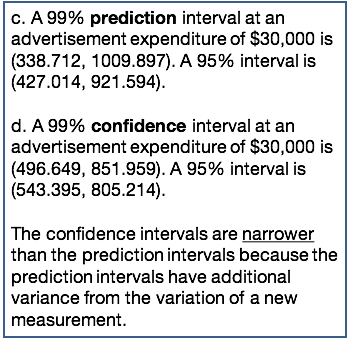 c. A 99% prediction interval at an
advertisement expenditure of $30,000 is
(338.712, 1009.897). A 95% interval is
(427.014, 921.594).
d. A 99% confidence interval at an
advertisement expenditure of $30,000 is
(496.649, 851.959). A 95% interval is
(543.395, 805.214).
The confidence intervals are narrower
than the prediction intervals because the
prediction intervals have additional
variance from the variation of a new
measurement.